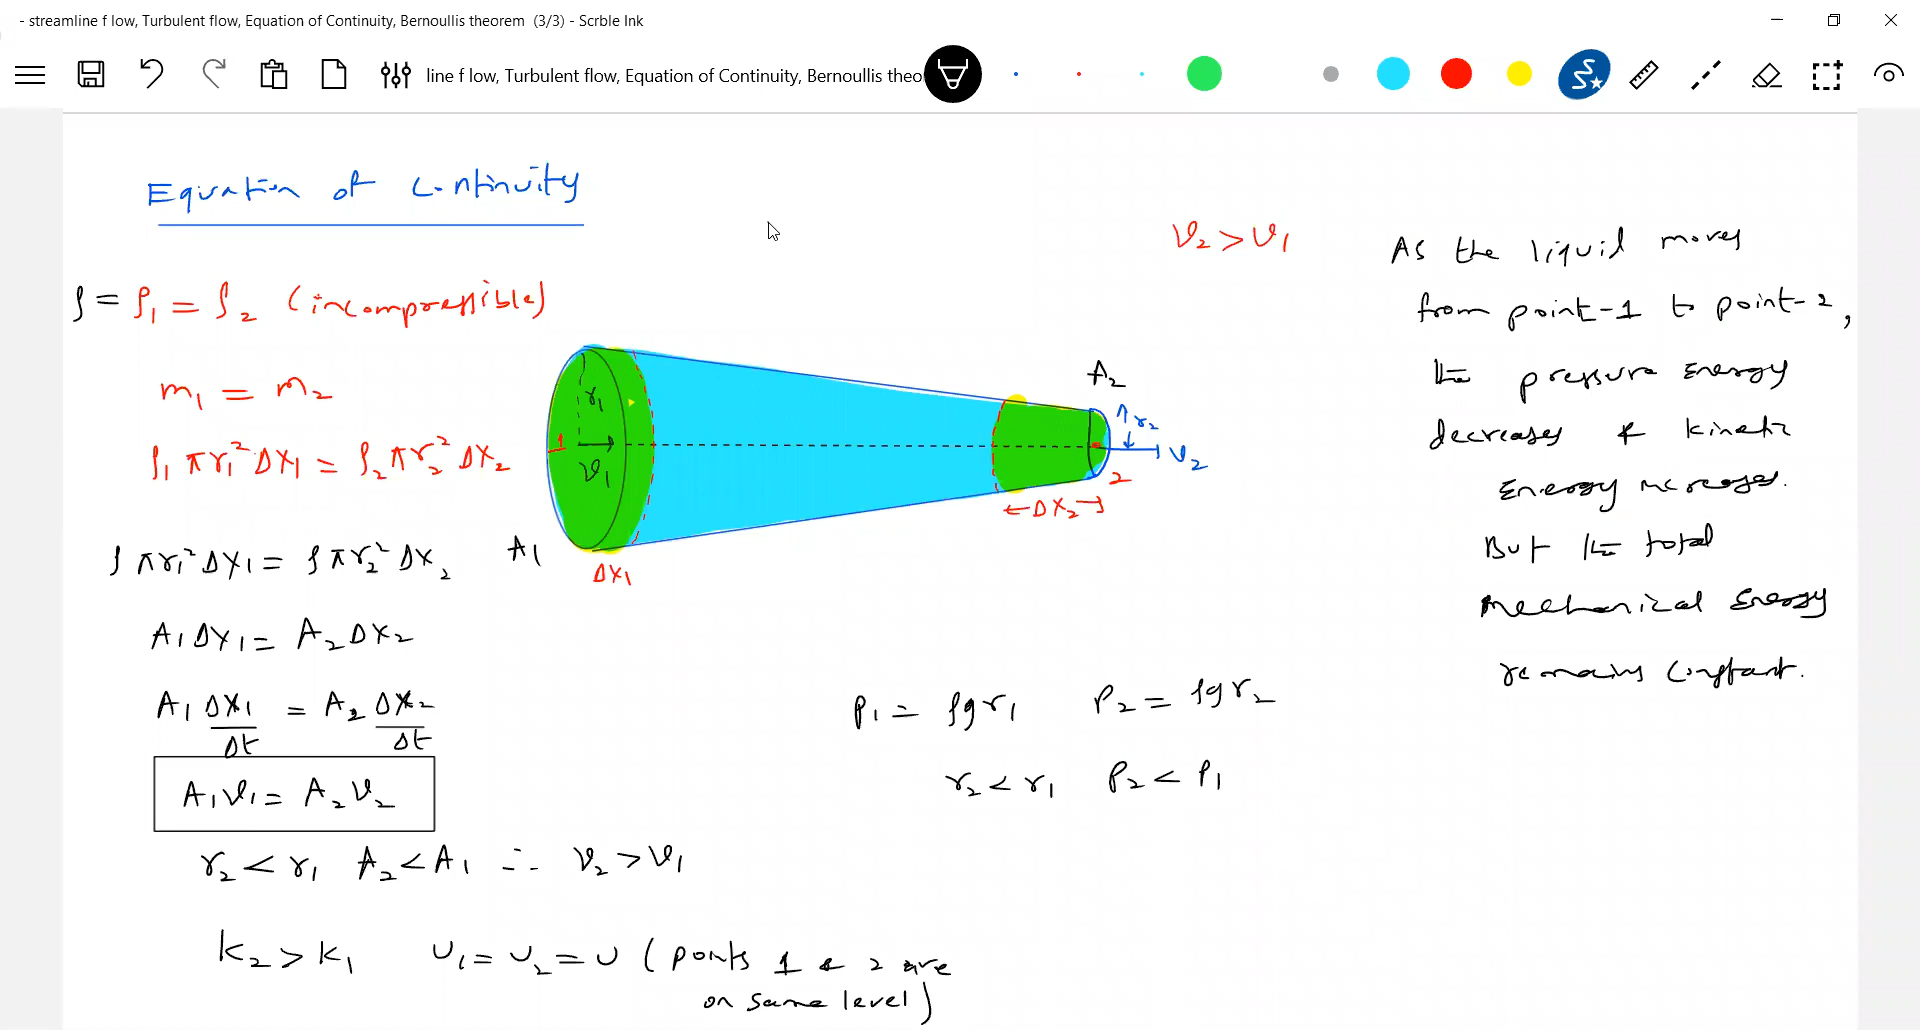 - streamline f low, Turbulent flow, Equation of Continuity, Bernoullis theorem (3/3) - Scrble Ink
line f low, Turbulent flow, Equation of Continuity, Bernoullis theo
Equation of Continuity
ρ = ρ₁ = ρ₂ (incompressible)
m₁ = m₂
ρ₁ πr₁² Δx₁ = ρ₂ πr₂² Δx₂
ρ πr₁² Δx₁ = ρ πr₂² Δx₂
A₁ Δx₁ = A₂ Δx₂
A₁ Δx₁/Δt = A₂ Δx₂/Δt
A₁v₁ = A₂v₂
r₂ < r₁ A₂ < A₁ ∴ v₂ > v₁
k₂ > k₁ U₁ = U₂ = U (points 1 & 2 are
on same level)
r₁
1
v₁
A₁
Δx₁
A₂
r₂
v₂
2
Δx₂
P₁ = ρgr₁ P₂ = ρgr₂
r₂ < r₁ P₂ < P₁
v₂ > v₁
As the liquid moves
from point-1 to point-2,
the pressure energy
decreases & kinetic
energy increases.
But the total
mechanical energy
remains constant.